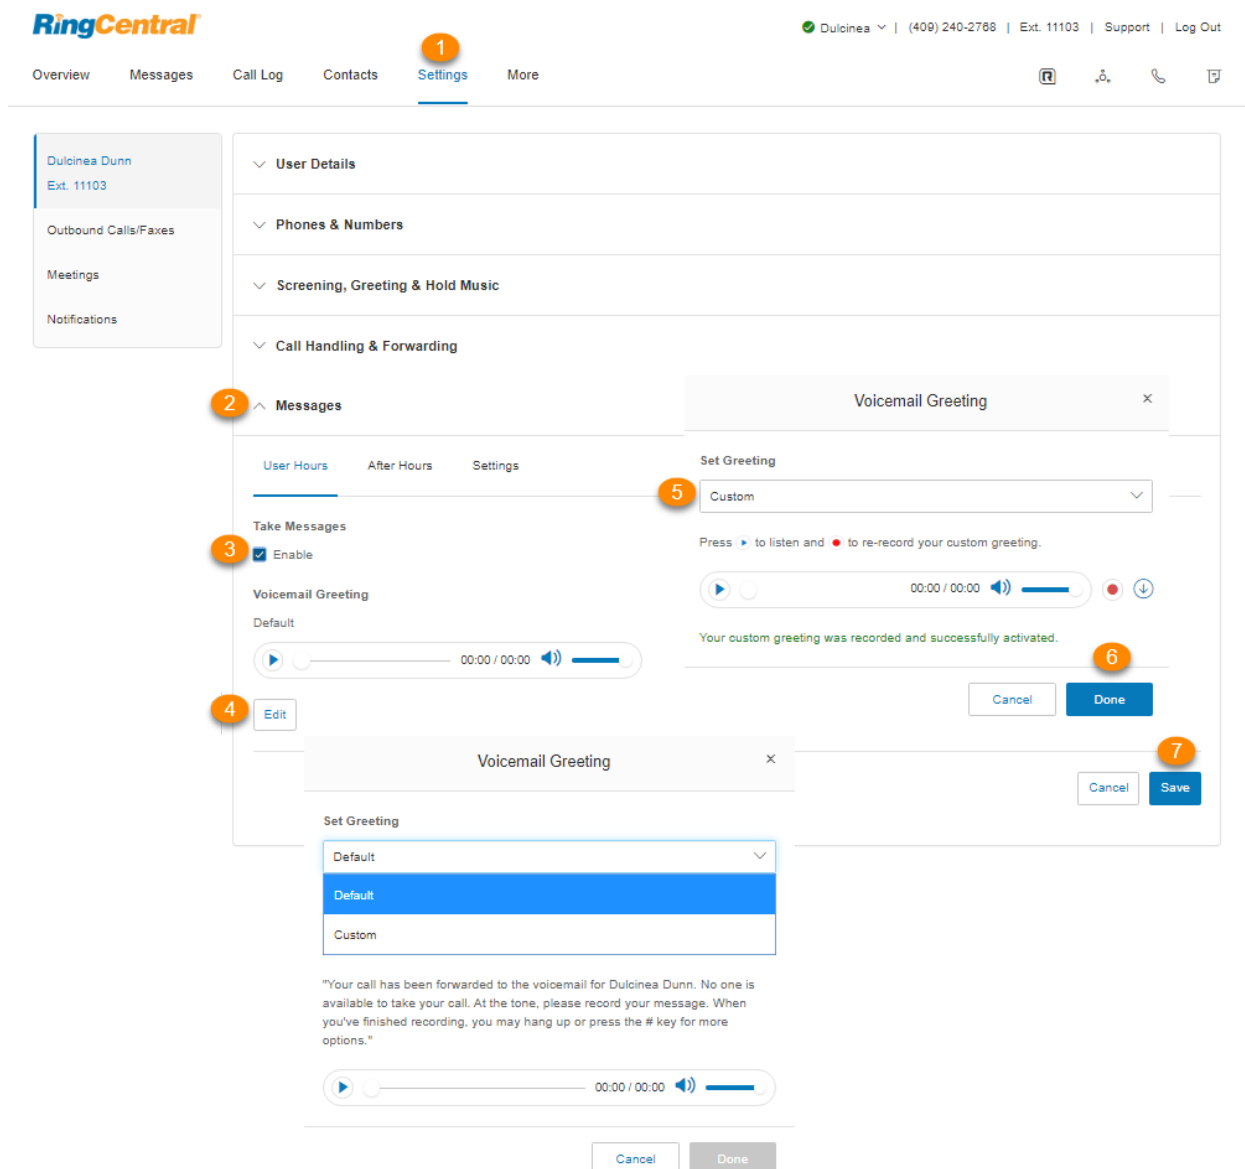 RingCentral
Dulcinea | (409) 240-2768 | Ext. 11103 | Support | Log Out
1
Overview Messages Call Log Contacts Settings More
Dulcinea Dunn
Ext. 11103
Outbound Calls/Faxes
Meetings
Notifications
User Details
Phones & Numbers
Screening, Greeting & Hold Music
Call Handling & Forwarding
2 Messages
User Hours After Hours Settings
Take Messages
3 Enable
Voicemail Greeting
Default
00:00 / 00:00
4 Edit
Voicemail Greeting ×
Set Greeting
5 Custom
Press to listen and to re-record your custom greeting.
00:00 / 00:00
Your custom greeting was recorded and successfully activated.
6
Cancel Done
7
Cancel Save
Voicemail Greeting ×
Set Greeting
Default
Default
Custom
"Your call has been forwarded to the voicemail for Dulcinea Dunn. No one is
available to take your call. At the tone, please record your message. When
you've finished recording, you may hang up or press the # key for more
options."
00:00 / 00:00
Cancel Done